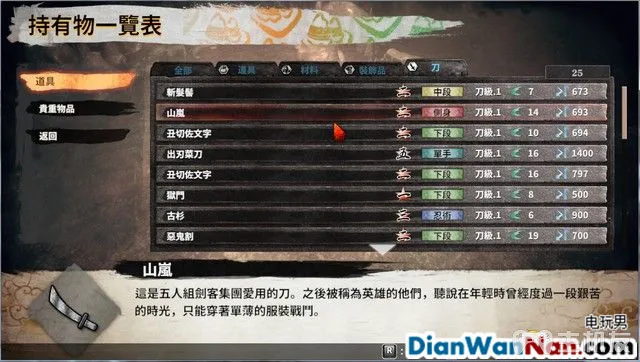 持有物一覽表
道具
貴重物品
返回
全部 道具 材料 裝飾品 刀
25
斬髮髻 中段 刀級.1 7 673
山嵐 側身 刀級.1 14 693
丑切佐文字 下段 刀級.1 10 694
出刃菜刀 五 單手 刀級.1 16 1400
丑切佐文字 下段 刀級.1 16 797
獄門 下段 刀級.1 8 500
古杉 忍術 刀級.1 6 900
惡鬼割 下段 刀級.1 19 700
山嵐
這是五人組劍客集團愛用的刀。之後被稱為英雄的他們，聽說在年輕時曾經度過一段艱苦
的時光，只能穿著單薄的服裝戰鬥。
电玩男
R :
DianWanNan.com